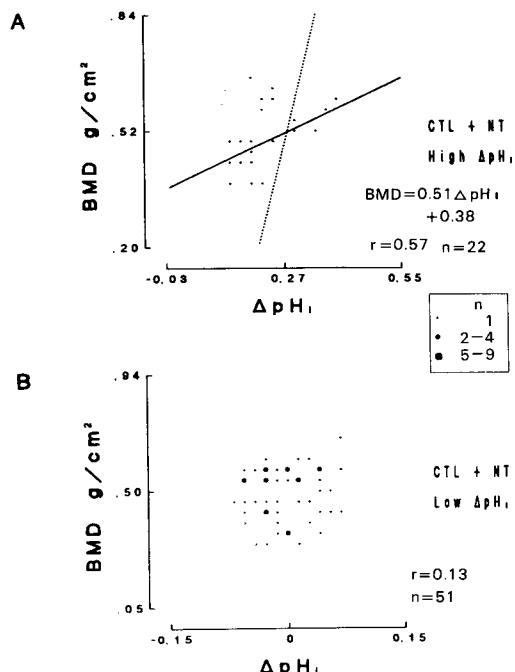 A
.84
.52
.20
BMD g/cm²
-0.03 0.27 0.55
ΔpHᵢ
CTL + NT
High ΔpHᵢ
BMD=0.51ΔpHᵢ
+0.38
r=0.57 n=22
n
1
2-4
5-9
B
.94
.50
.05
BMD g/cm²
-0.15 0 0.15
ΔpHᵢ
CTL + NT
Low ΔpHᵢ
r=0.13
n=51